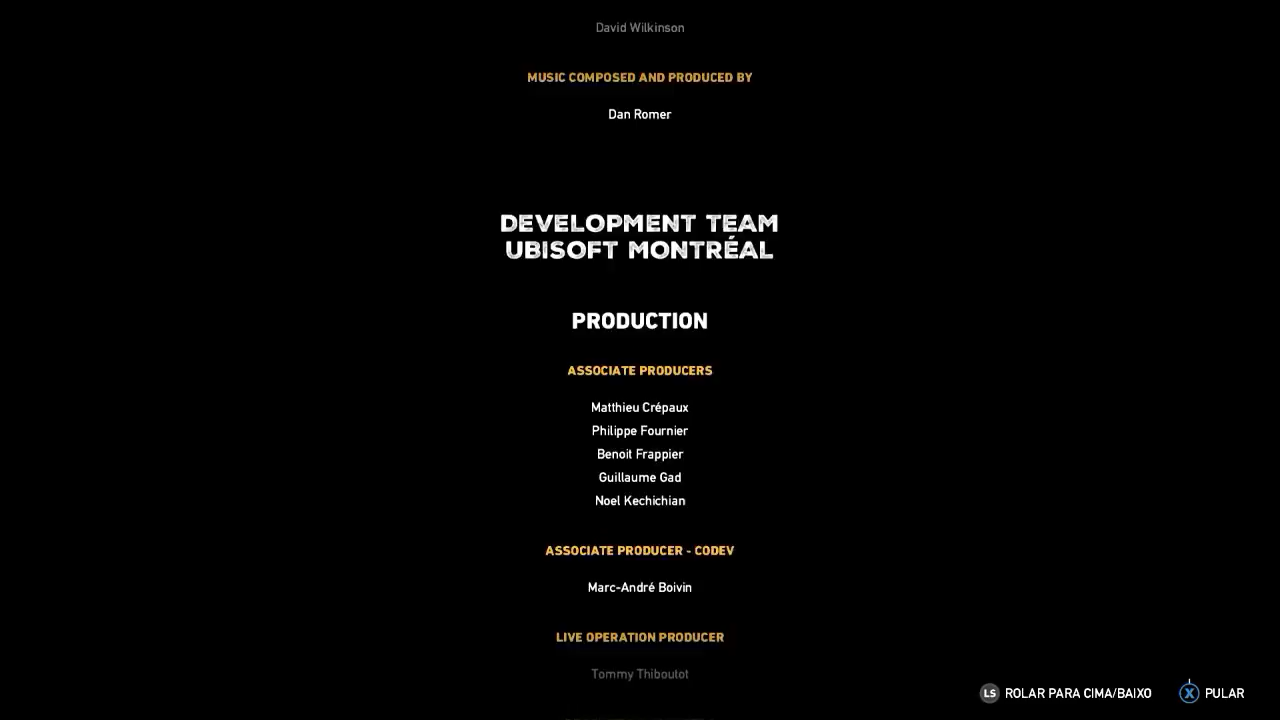 David Wilkinson
MUSIC COMPOSED AND PRODUCED BY
Dan Romer
DEVELOPMENT TEAM
UBISOFT MONTRÉAL
PRODUCTION
ASSOCIATE PRODUCERS
Matthieu Crépaux
Philippe Fournier
Benoit Frappier
Guillaume Gad
Noel Kechichian
ASSOCIATE PRODUCER - CODEV
Marc-André Boivin
LIVE OPERATION PRODUCER
Tommy Thiboutot
LS ROLAR PARA CIMA/BAIXO X PULAR